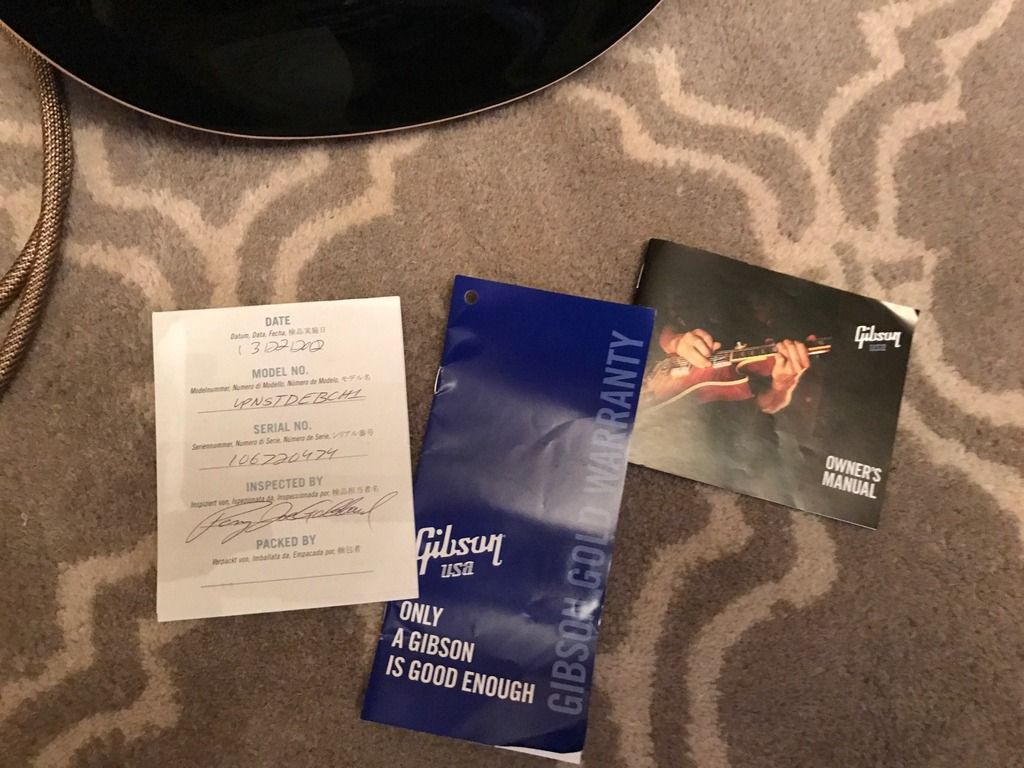 DATE
Datum, Data, Fecha, 検品実施日
MODEL NO.
Modelnummer, Numero di Modello, Número de Modelo, モデル名
LPNSTDEBCH1
SERIAL NO.
Seriennummer, Numero di Serie, Número de Serie, シリアル番号
106720474
INSPECTED BY
Inspiziert von, Ispezionata da, Inspeccionada por, 検品担当者名
PACKED BY
Verpackt von, Imballata da, Empacada por, 梱包者
Gibson
USA
ONLY
A GIBSON
IS GOOD ENOUGH
GIBSON GOLD WARRANTY
Gibson
USA
OWNER'S
MANUAL